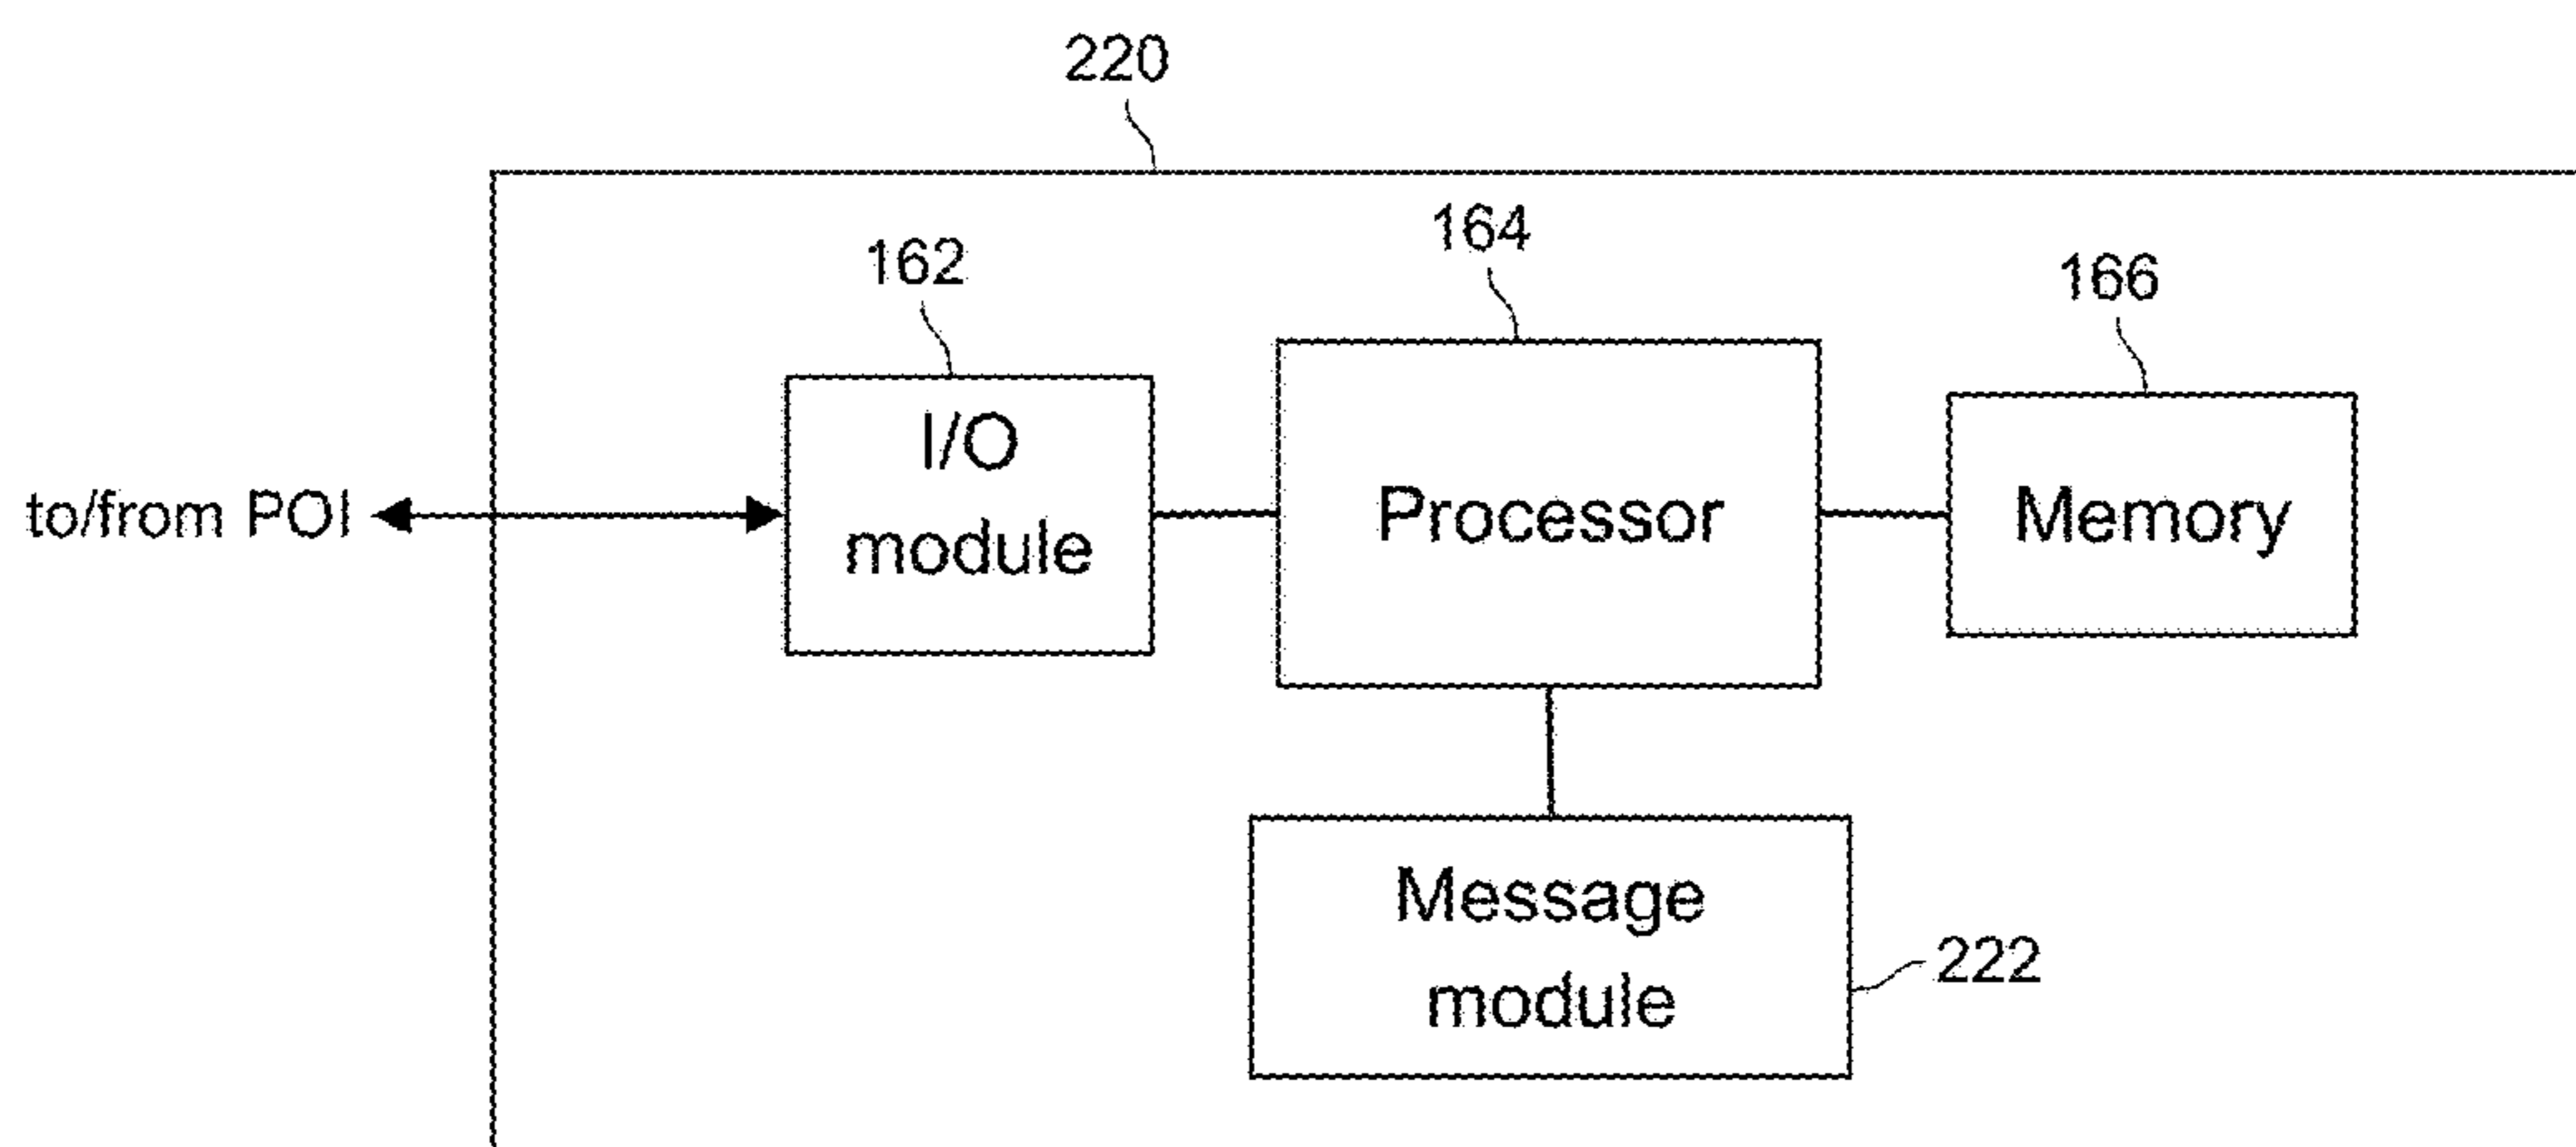 220
162
164
166
I/O
module
to/from POI
Processor
Memory
Message
module
222